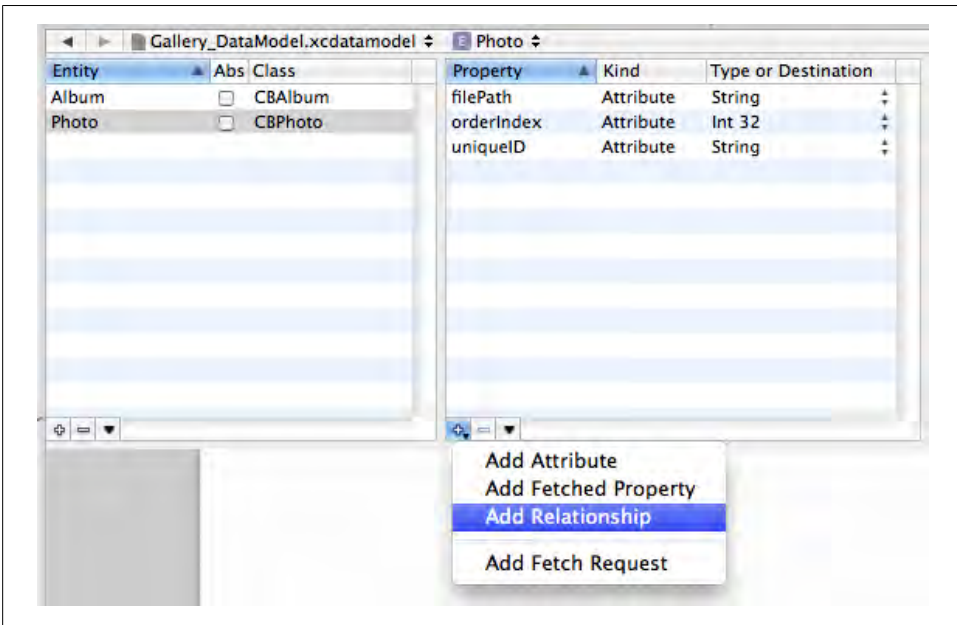 Gallery_DataModel.xcdatamodel Photo
Entity Abs Class
Album CBAlbum
Photo CBPhoto
Property Kind Type or Destination
filePath Attribute String
orderIndex Attribute Int 32
uniqueID Attribute String
Add Attribute
Add Fetched Property
Add Relationship
Add Fetch Request